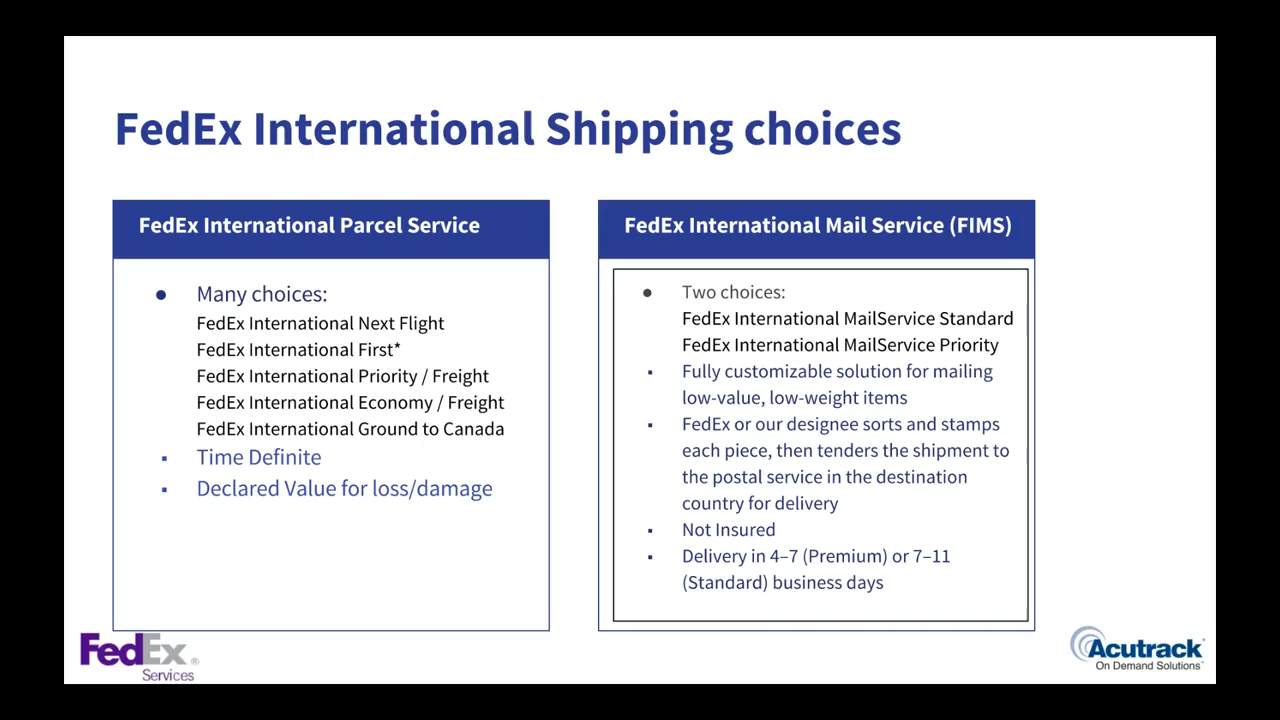 FedEx International Shipping choices
FedEx International Parcel Service
● Many choices:
FedEx International Next Flight
FedEx International First*
FedEx International Priority / Freight
FedEx International Economy / Freight
FedEx International Ground to Canada
▪ Time Definite
▪ Declared Value for loss/damage
FedEx International Mail Service (FIMS)
● Two choices:
FedEx International MailService Standard
FedEx International MailService Priority
▪ Fully customizable solution for mailing
low-value, low-weight items
▪ FedEx or our designee sorts and stamps
each piece, then tenders the shipment to
the postal service in the destination
country for delivery
▪ Not Insured
▪ Delivery in 4–7 (Premium) or 7–11
(Standard) business days
FedEx®
Services
Acutrack
On Demand Solutions